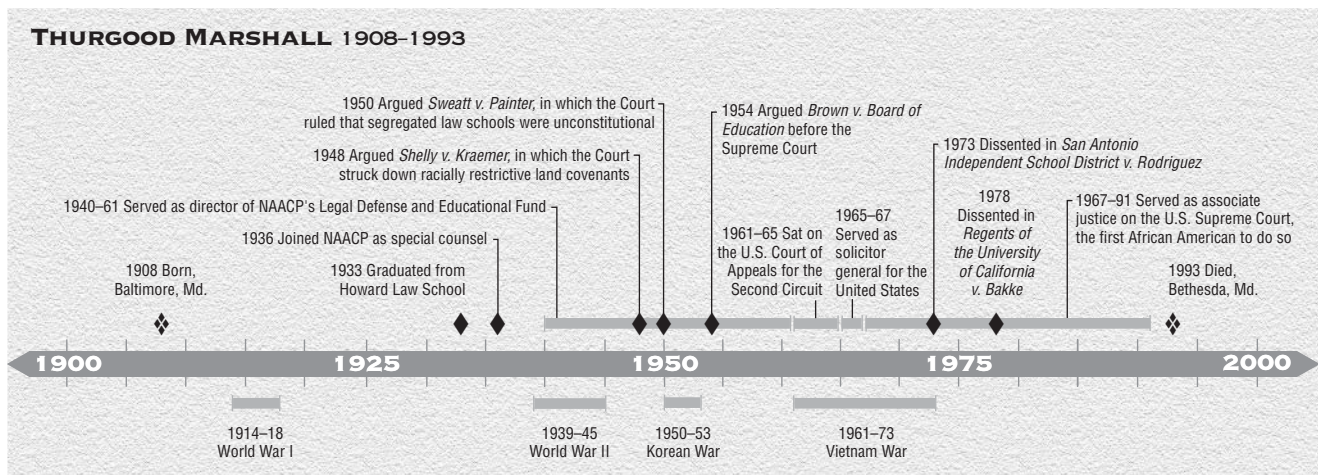 THURGOOD MARSHALL 1908–1993
1950 Argued Sweatt v. Painter, in which the Court
ruled that segregated law schools were unconstitutional
1948 Argued Shelly v. Kraemer, in which the Court
struck down racially restrictive land covenants
1940–61 Served as director of NAACP's Legal Defense and Educational Fund
1936 Joined NAACP as special counsel
1908 Born,
Baltimore, Md.
1933 Graduated from
Howard Law School
1954 Argued Brown v. Board of
Education before the
Supreme Court
1961–65 Sat on
the U.S. Court of
Appeals for the
Second Circuit
1965–67
Served as
solicitor
general for the
United States
1973 Dissented in San Antonio
Independent School District v. Rodriguez
1978
Dissented in
Regents of
the University
of California
v. Bakke
1967–91 Served as associate
justice on the U.S. Supreme Court,
the first African American to do so
1993 Died,
Bethesda, Md.
1900 1925 1950 1975 2000
1914–18
World War I
1939–45
World War II
1950–53
Korean War
1961–73
Vietnam War